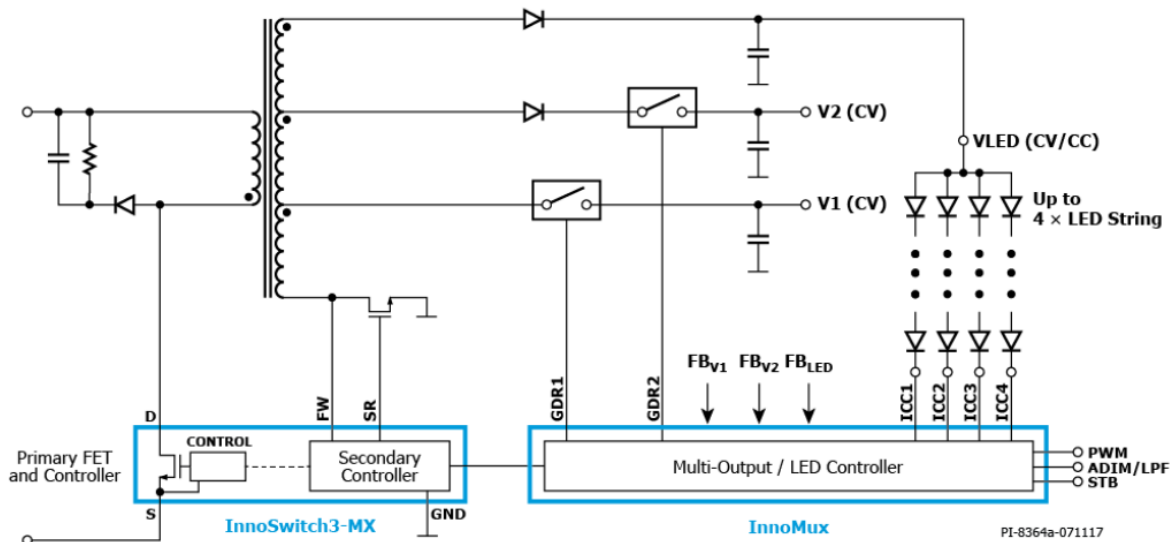 V2 (CV)
VLED (CV/CC)
V1 (CV)
Up to
4 × LED String
FBV1
FBV2
FBLED
D
FW
SR
GDR1
GDR2
ICC1
ICC2
ICC3
ICC4
Primary FET
and Controller
CONTROL
Secondary
Controller
Multi-Output / LED Controller
PWM
ADIM/LPF
STB
S
GND
InnoSwitch3-MX
InnoMux
PI-8364a-071117